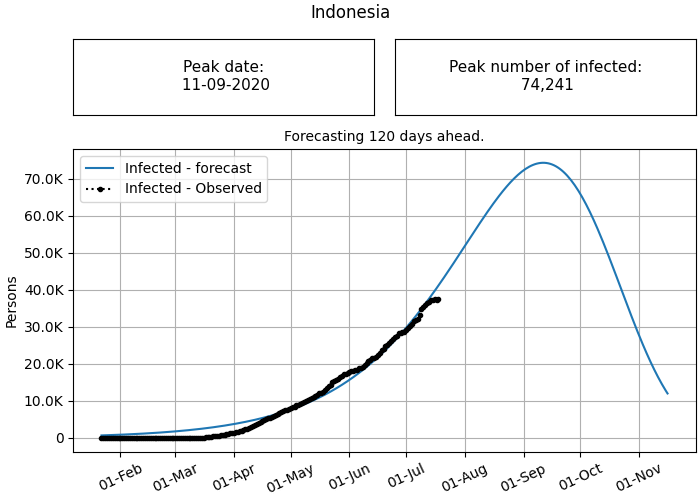 Indonesia
Peak date:
11-09-2020
Peak number of infected:
74,241
Forecasting 120 days ahead.
Infected - forecast
Infected - Observed
70.0K
60.0K
50.0K
40.0K
30.0K
20.0K
10.0K
0
Persons
01-Feb
01-Mar
01-Apr
01-May
01-Jun
01-Jul
01-Aug
01-Sep
01-Oct
01-Nov